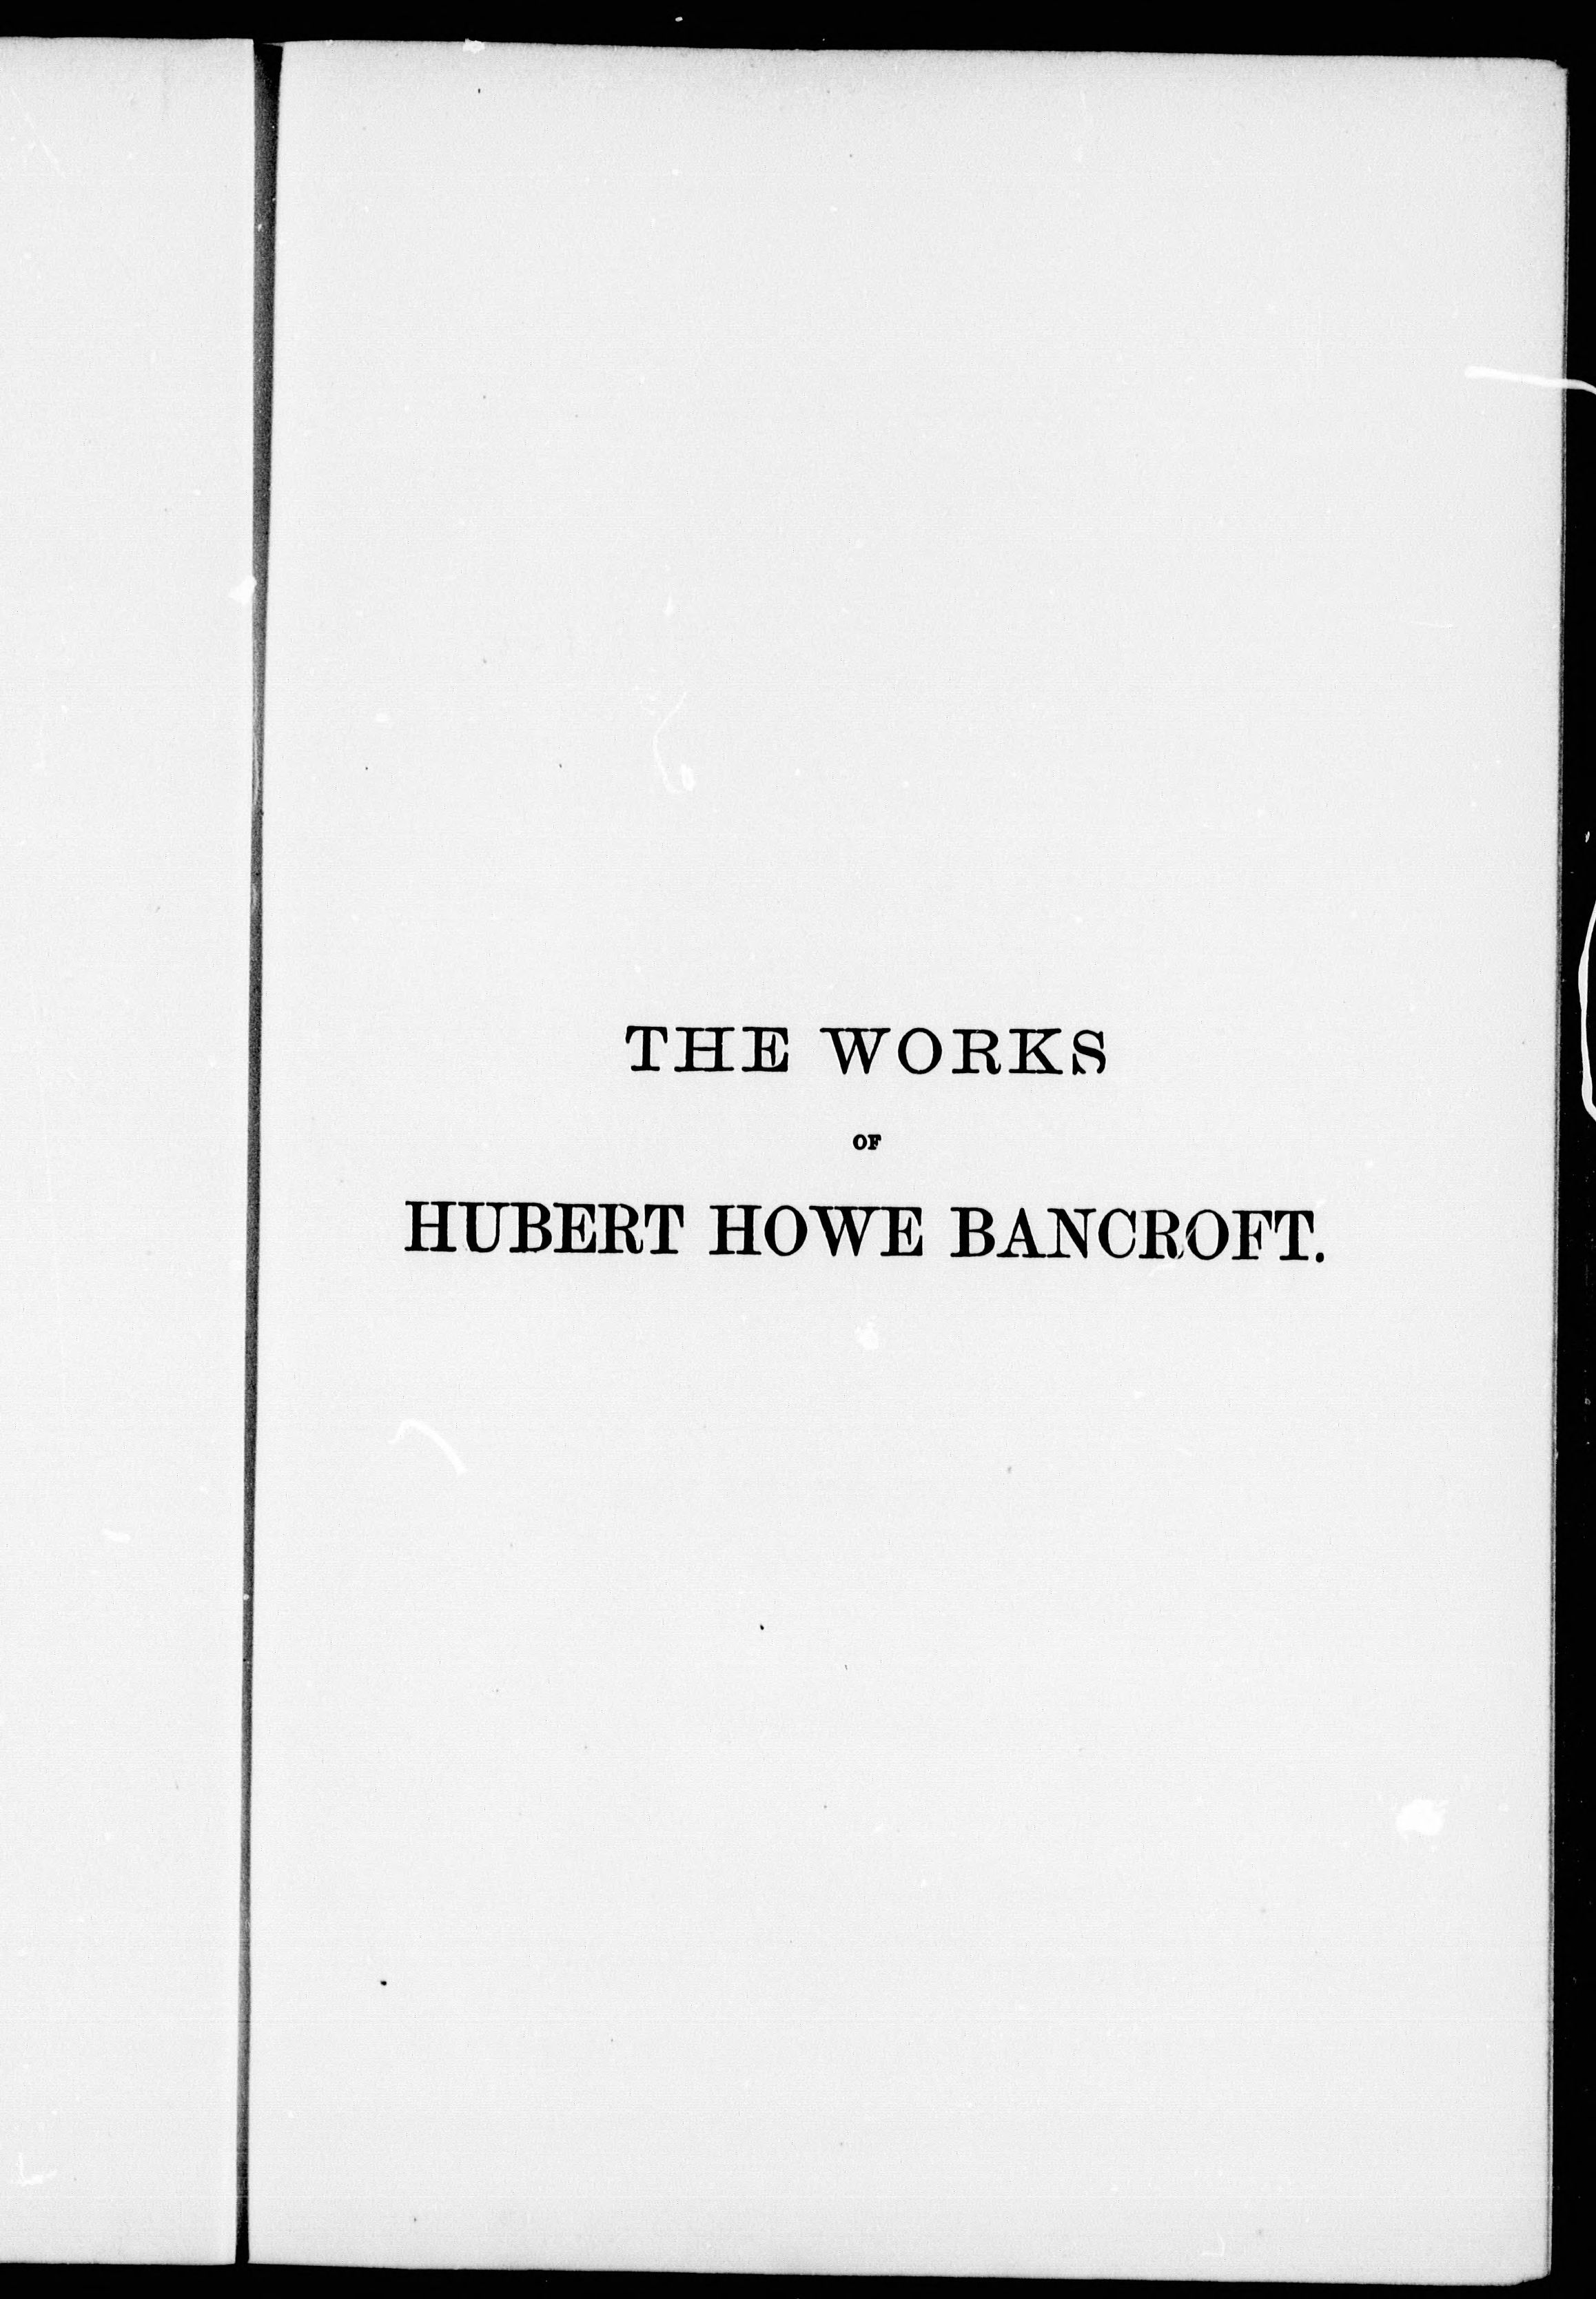 THE WORKS
OF
HUBERT HOWE BANCROFT.